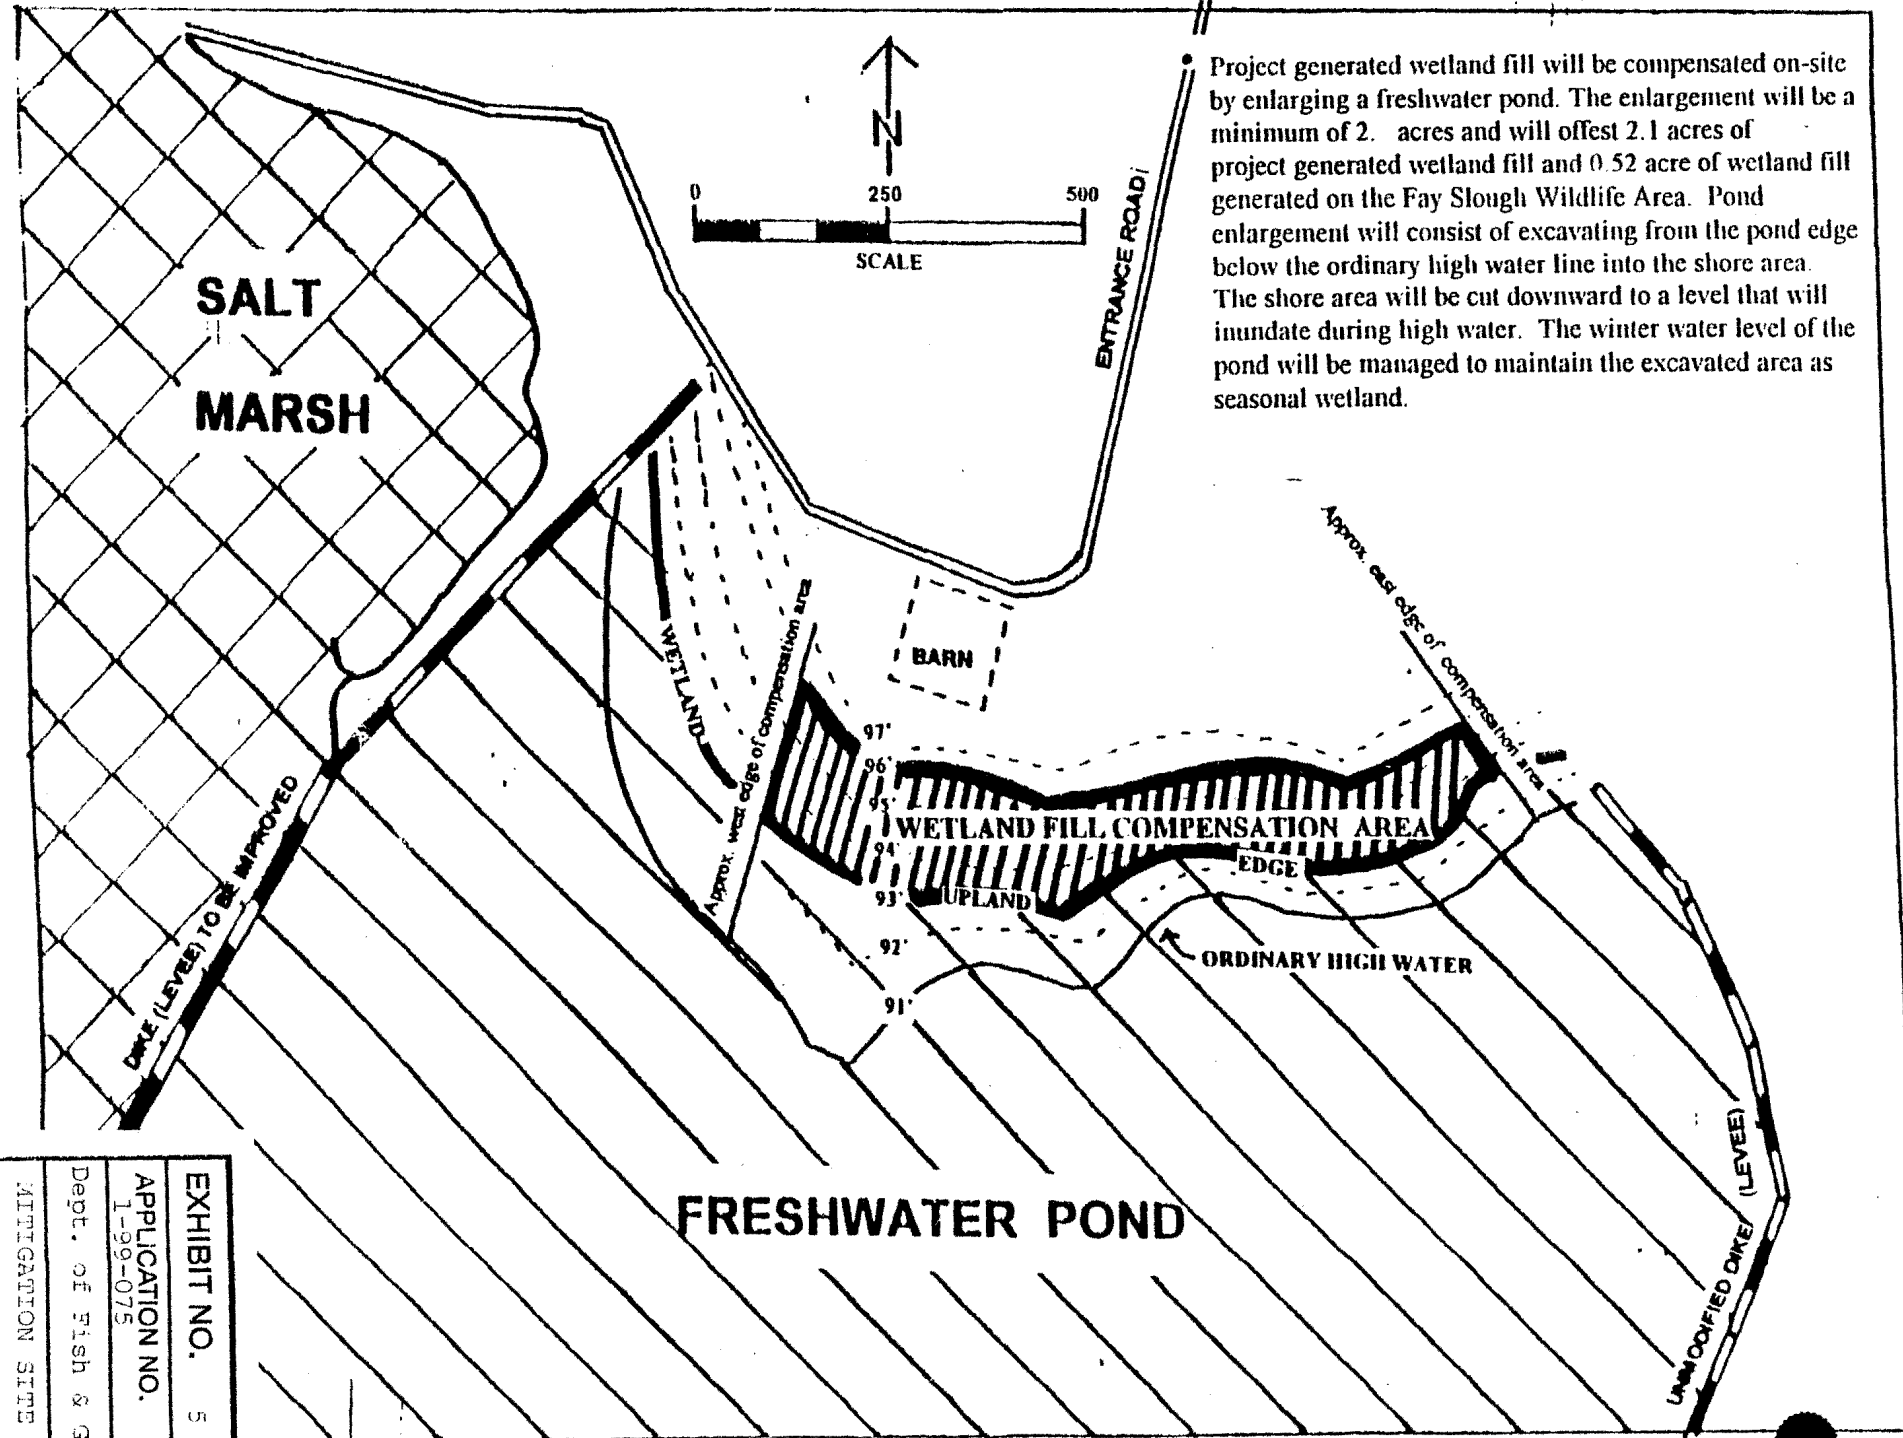 Project generated wetland fill will be compensated on-site
by enlarging a freshwater pond. The enlargement will be a
minimum of 2.   acres and will offest 2.1 acres of
project generated wetland fill and 0.52 acre of wetland fill
generated on the Fay Slough Wildlife Area.  Pond
enlargement will consist of excavating from the pond edge
below the ordinary high water line into the shore area.
The shore area will be cut downward to a level that will
inundate during high water.  The winter water level of the
pond will be managed to maintain the excavated area as
seasonal wetland.
N
0 250 500
SCALE
ENTRANCE ROAD
SALT
MARSH
Approx. east edge of compensation area
BARN
WETLAND
Approx. west edge of compensation area
97'
96'
95'
WETLAND FILL COMPENSATION AREA
94'
EDGE
93'
UPLAND
92'
ORDINARY HIGH WATER
91'
DIKE (LEVEE) TO BE IMPROVED
FRESHWATER POND
UNMODIFIED DIKE (LEVEE)
EXHIBIT NO. 5
APPLICATION NO.
1-99-075
Dept. of Fish & G
MITIGATION SITE